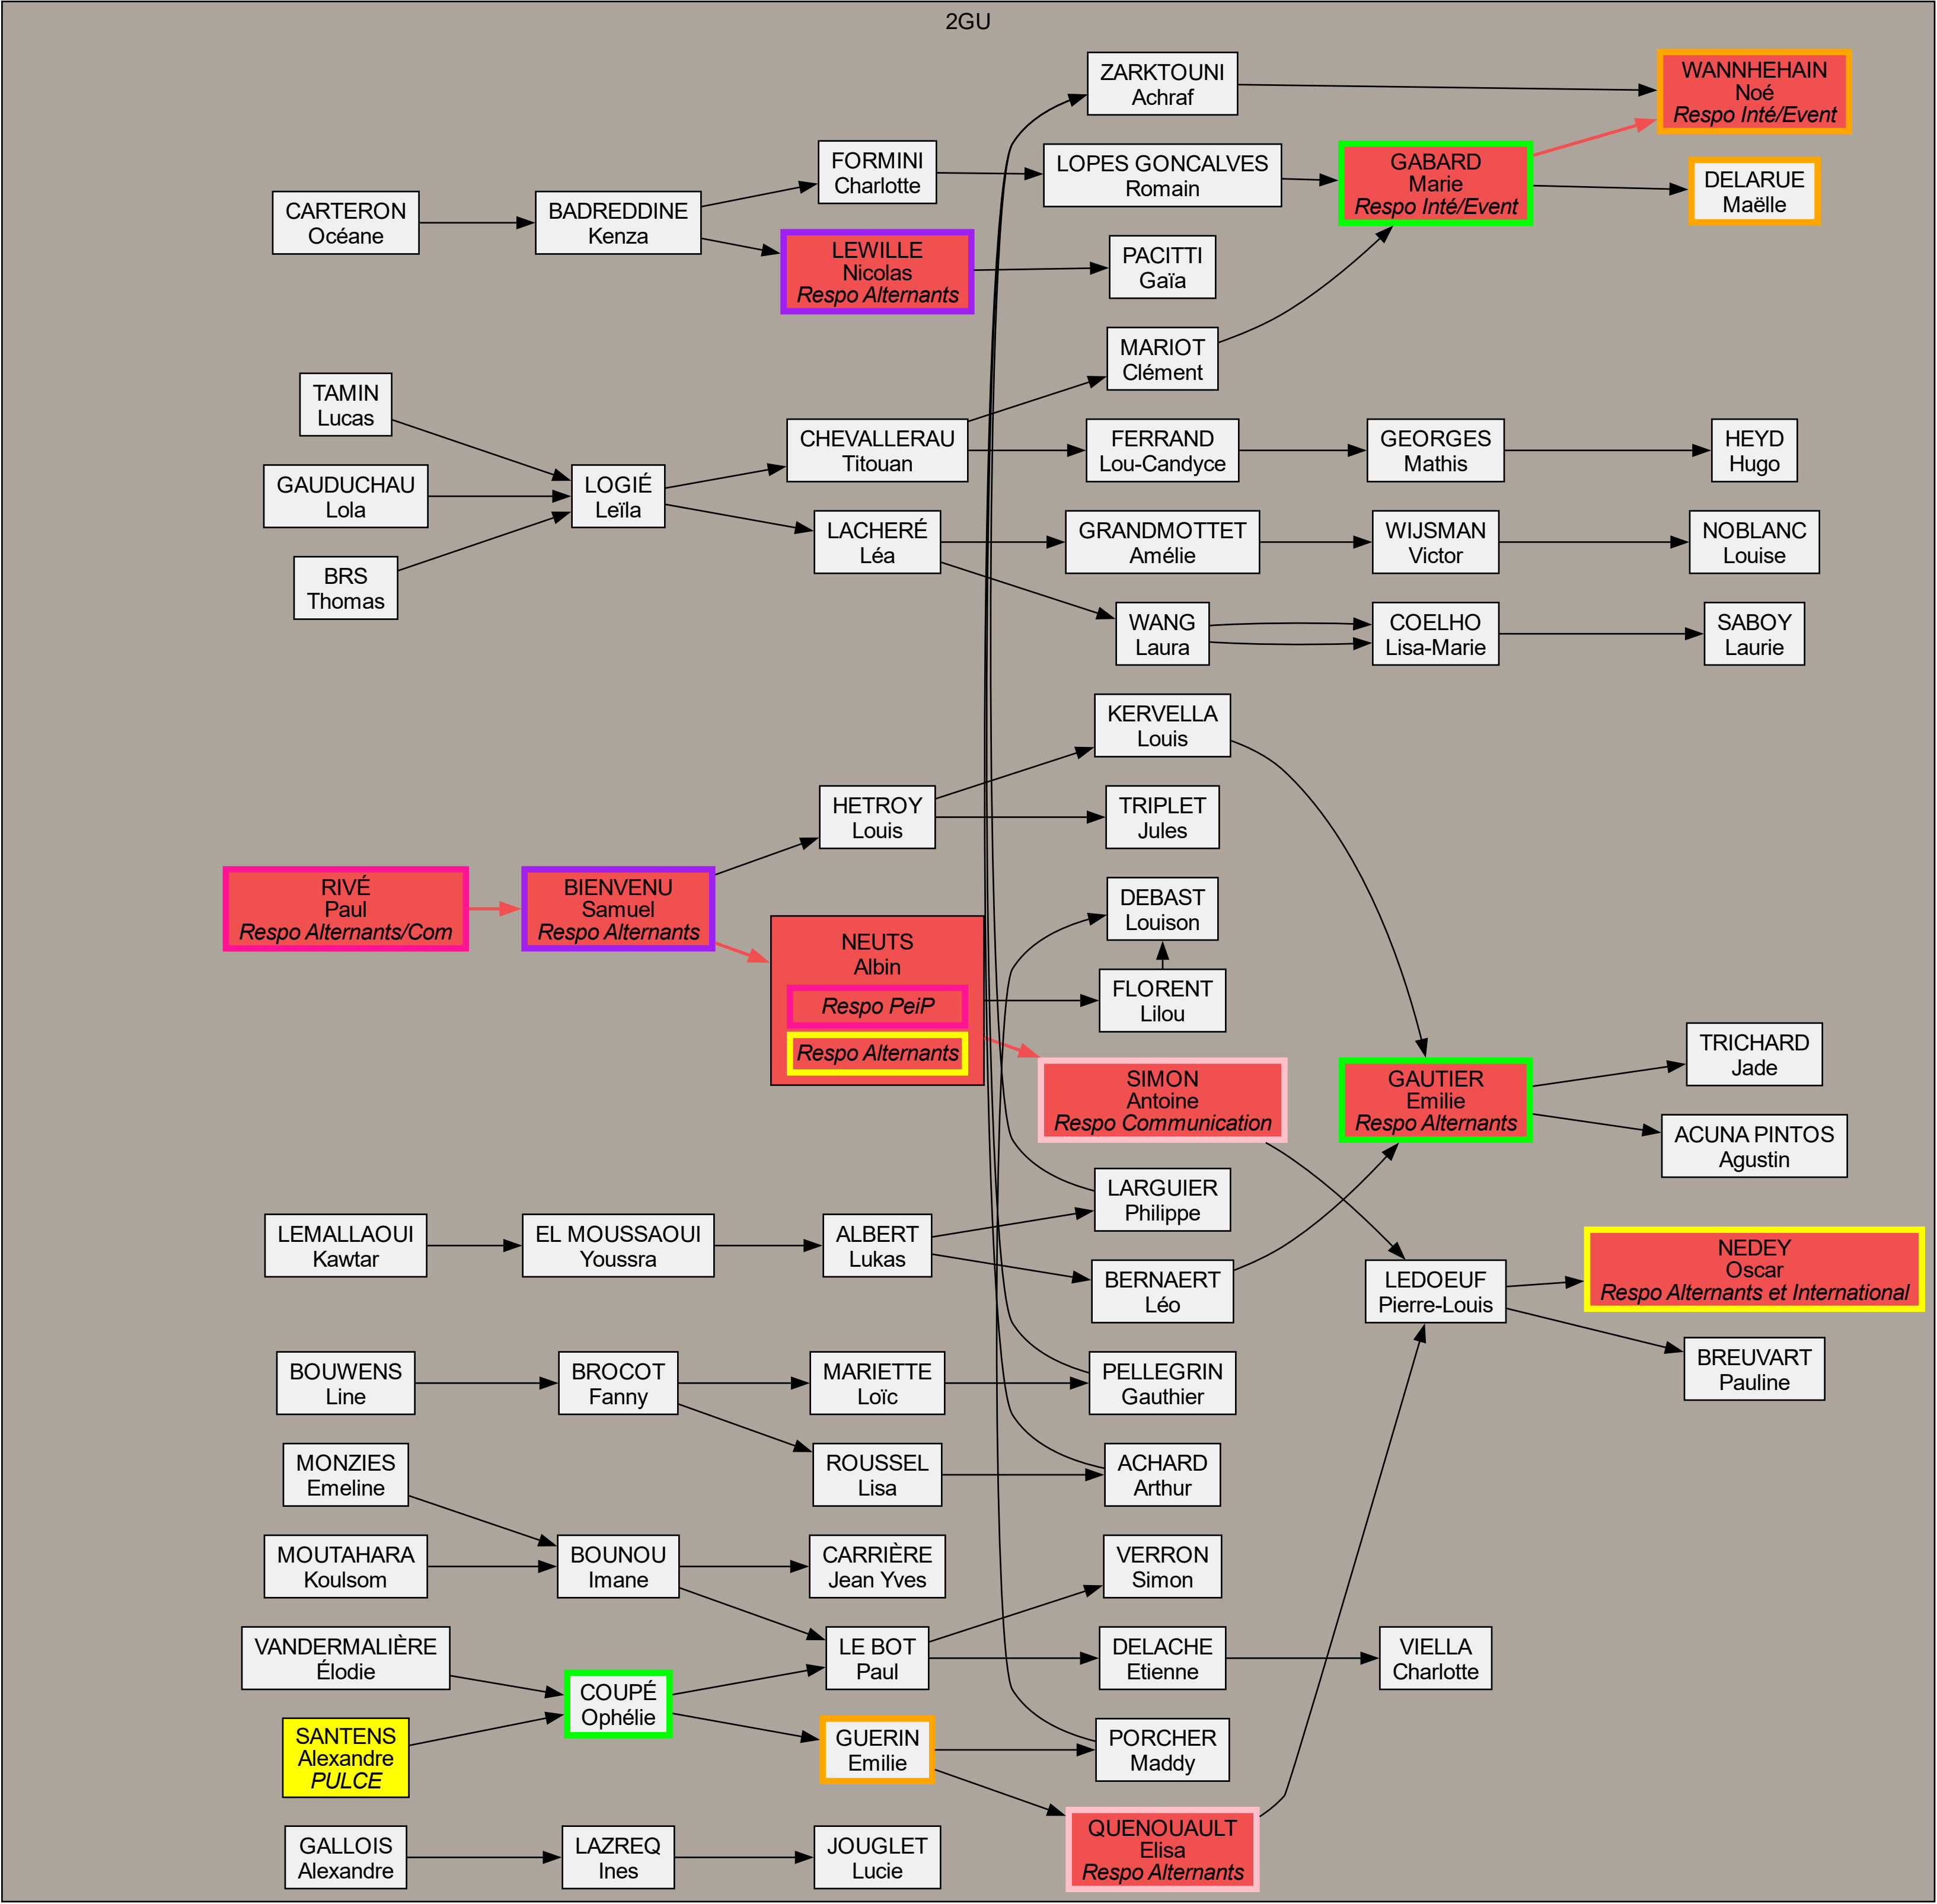 2GU
CARTERON
Océane
TAMIN
Lucas
GAUDUCHAU
Lola
BRS
Thomas
RIVÉ
Paul
Respo Alternants/Com
LEMALLAOUI
Kawtar
BOUWENS
Line
MONZIES
Emeline
MOUTAHARA
Koulsom
VANDERMALIÈRE
Élodie
SANTENS
Alexandre
PULCE
GALLOIS
Alexandre
BADREDDINE
Kenza
LOGIÉ
Leïla
BIENVENU
Samuel
Respo Alternants
EL MOUSSAOUI
Youssra
BROCOT
Fanny
BOUNOU
Imane
COUPÉ
Ophélie
LAZREQ
Ines
FORMINI
Charlotte
LEWILLE
Nicolas
Respo Alternants
CHEVALLERAU
Titouan
LACHERÉ
Léa
HETROY
Louis
NEUTS
Albin
Respo PeiP
Respo Alternants
ALBERT
Lukas
MARIETTE
Loïc
ROUSSEL
Lisa
CARRIÈRE
Jean Yves
LE BOT
Paul
GUERIN
Emilie
JOUGLET
Lucie
ZARKTOUNI
Achraf
LOPES GONCALVES
Romain
PACITTI
Gaïa
MARIOT
Clément
FERRAND
Lou-Candyce
GRANDMOTTET
Amélie
WANG
Laura
KERVELLA
Louis
TRIPLET
Jules
DEBAST
Louison
FLORENT
Lilou
SIMON
Antoine
Respo Communication
LARGUIER
Philippe
BERNAERT
Léo
PELLEGRIN
Gauthier
ACHARD
Arthur
VERRON
Simon
DELACHE
Etienne
PORCHER
Maddy
QUENOUAULT
Elisa
Respo Alternants
GABARD
Marie
Respo Inté/Event
GEORGES
Mathis
WIJSMAN
Victor
COELHO
Lisa-Marie
GAUTIER
Emilie
Respo Alternants
LEDOEUF
Pierre-Louis
VIELLA
Charlotte
WANNHEHAIN
Noé
Respo Inté/Event
DELARUE
Maëlle
HEYD
Hugo
NOBLANC
Louise
SABOY
Laurie
TRICHARD
Jade
ACUNA PINTOS
Agustin
NEDEY
Oscar
Respo Alternants et International
BREUVART
Pauline